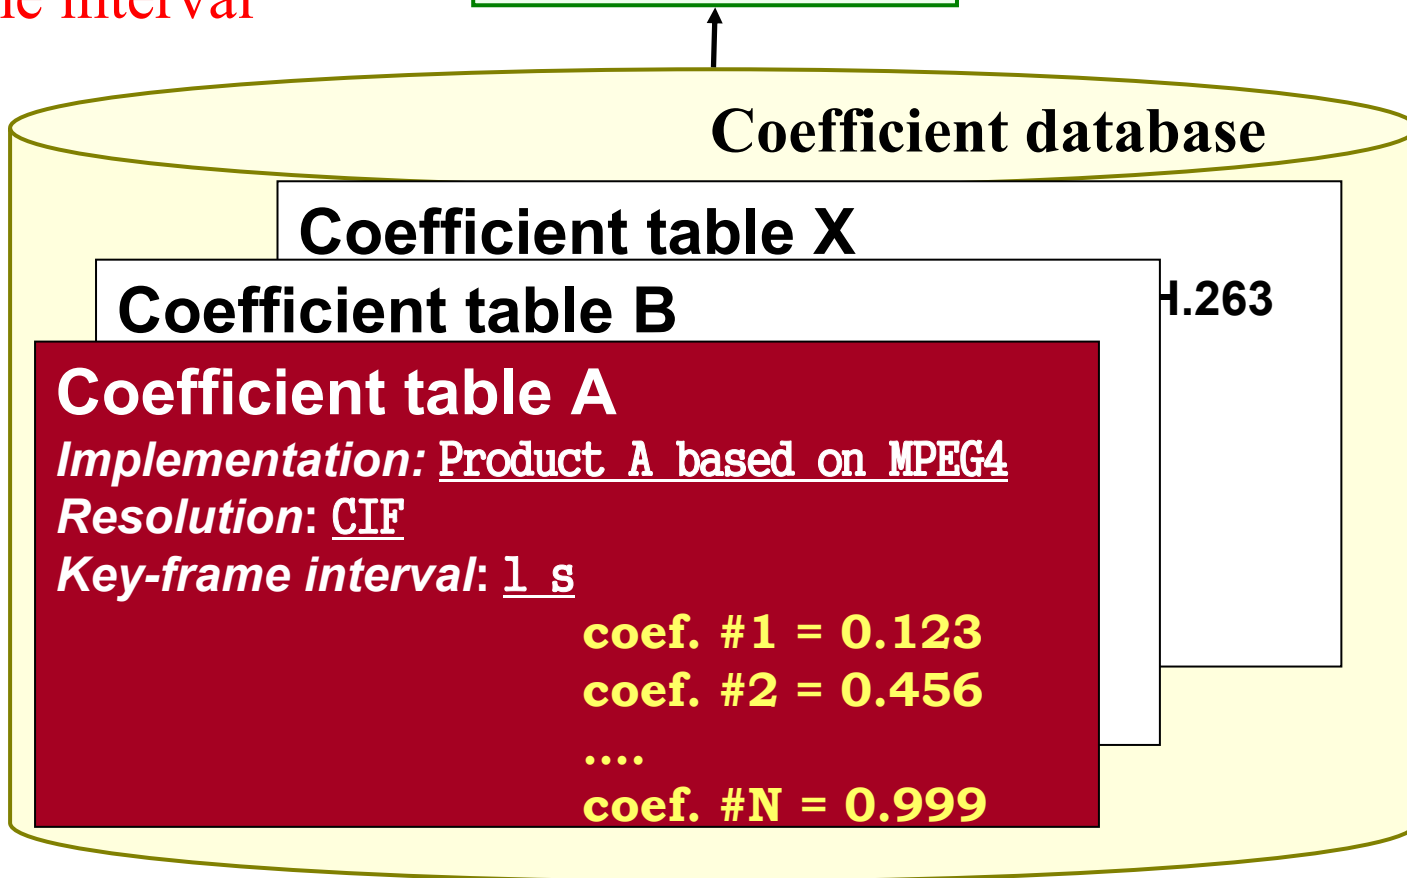 interval
Coefficient database
Coefficient table X
H.263
Coefficient table B
Coefficient table A
Implementation: Product A based on MPEG4
Resolution: CIF
Key-frame interval: 1 s
coef. #1 = 0.123
coef. #2 = 0.456
....
coef. #N = 0.999